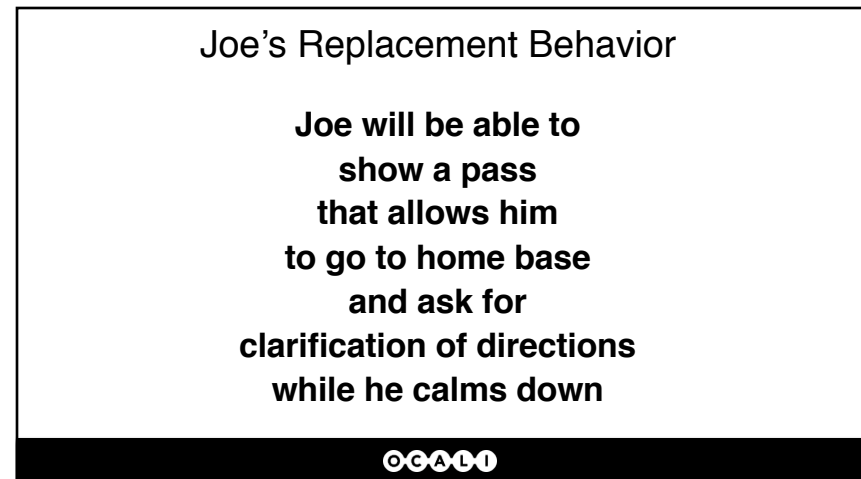 Joe’s Replacement Behavior
Joe will be able to
show a pass
that allows him
to go to home base
and ask for
clarification of directions
while he calms down
OCALI